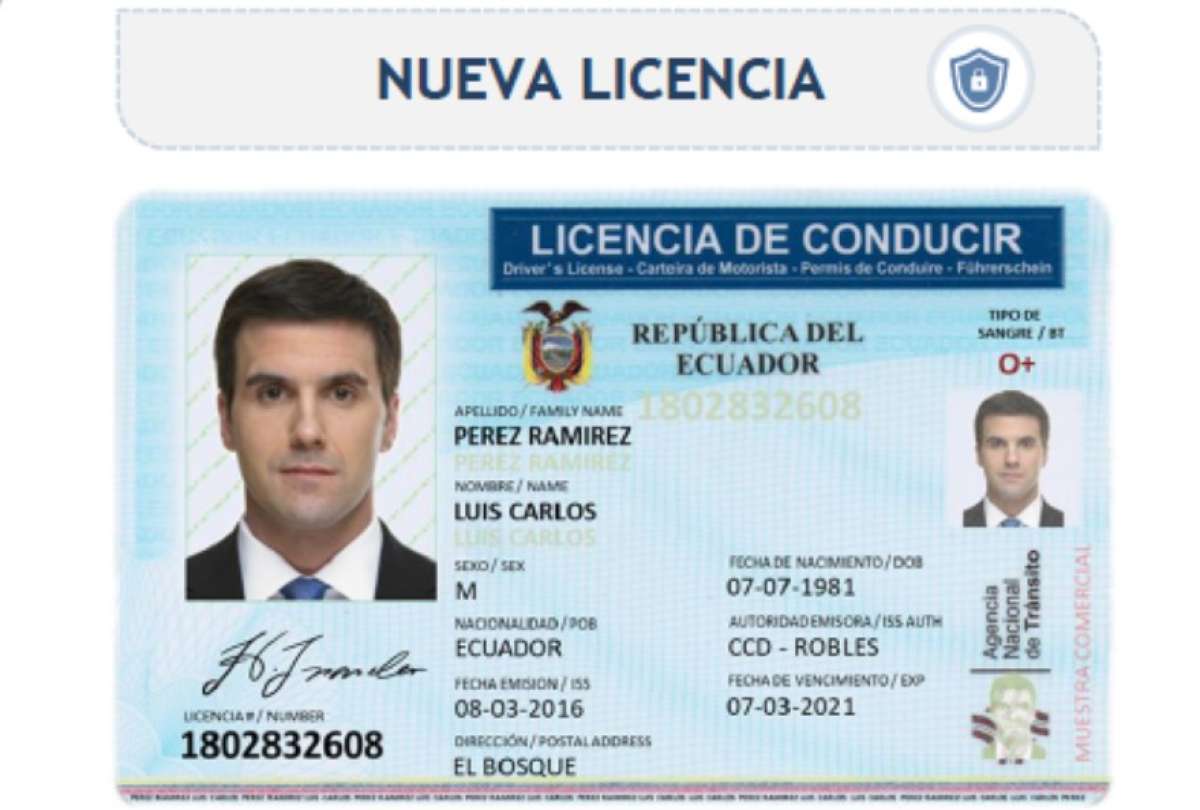 NUEVA LICENCIA
LICENCIA DE CONDUCIR
Driver's License - Carteira de Motorista - Permis de Conduire - Führerschein
REPÚBLICA DEL
ECUADOR
TIPO DE
SANGRE / BT
O+
1802832608
APELLIDO / FAMILY NAME
PEREZ RAMIREZ
PEREZ RAMIREZ
NOMBRE / NAME
LUIS CARLOS
LUIS CARLOS
SEXO / SEX
M
FECHA DE NACIMIENTO / DOB
07-07-1981
NACIONALIDAD / POB
ECUADOR
AUTORIDAD EMISORA / ISS AUTH
CCD - ROBLES
FECHA EMISION / ISS
08-03-2016
FECHA DE VENCIMIENTO / EXP
07-03-2021
DIRECCIÓN / POSTAL ADDRESS
EL BOSQUE
LICENCIA # / NUMBER
1802832608
Agencia
Nacional
de Tránsito
MUESTRA COMERCIAL